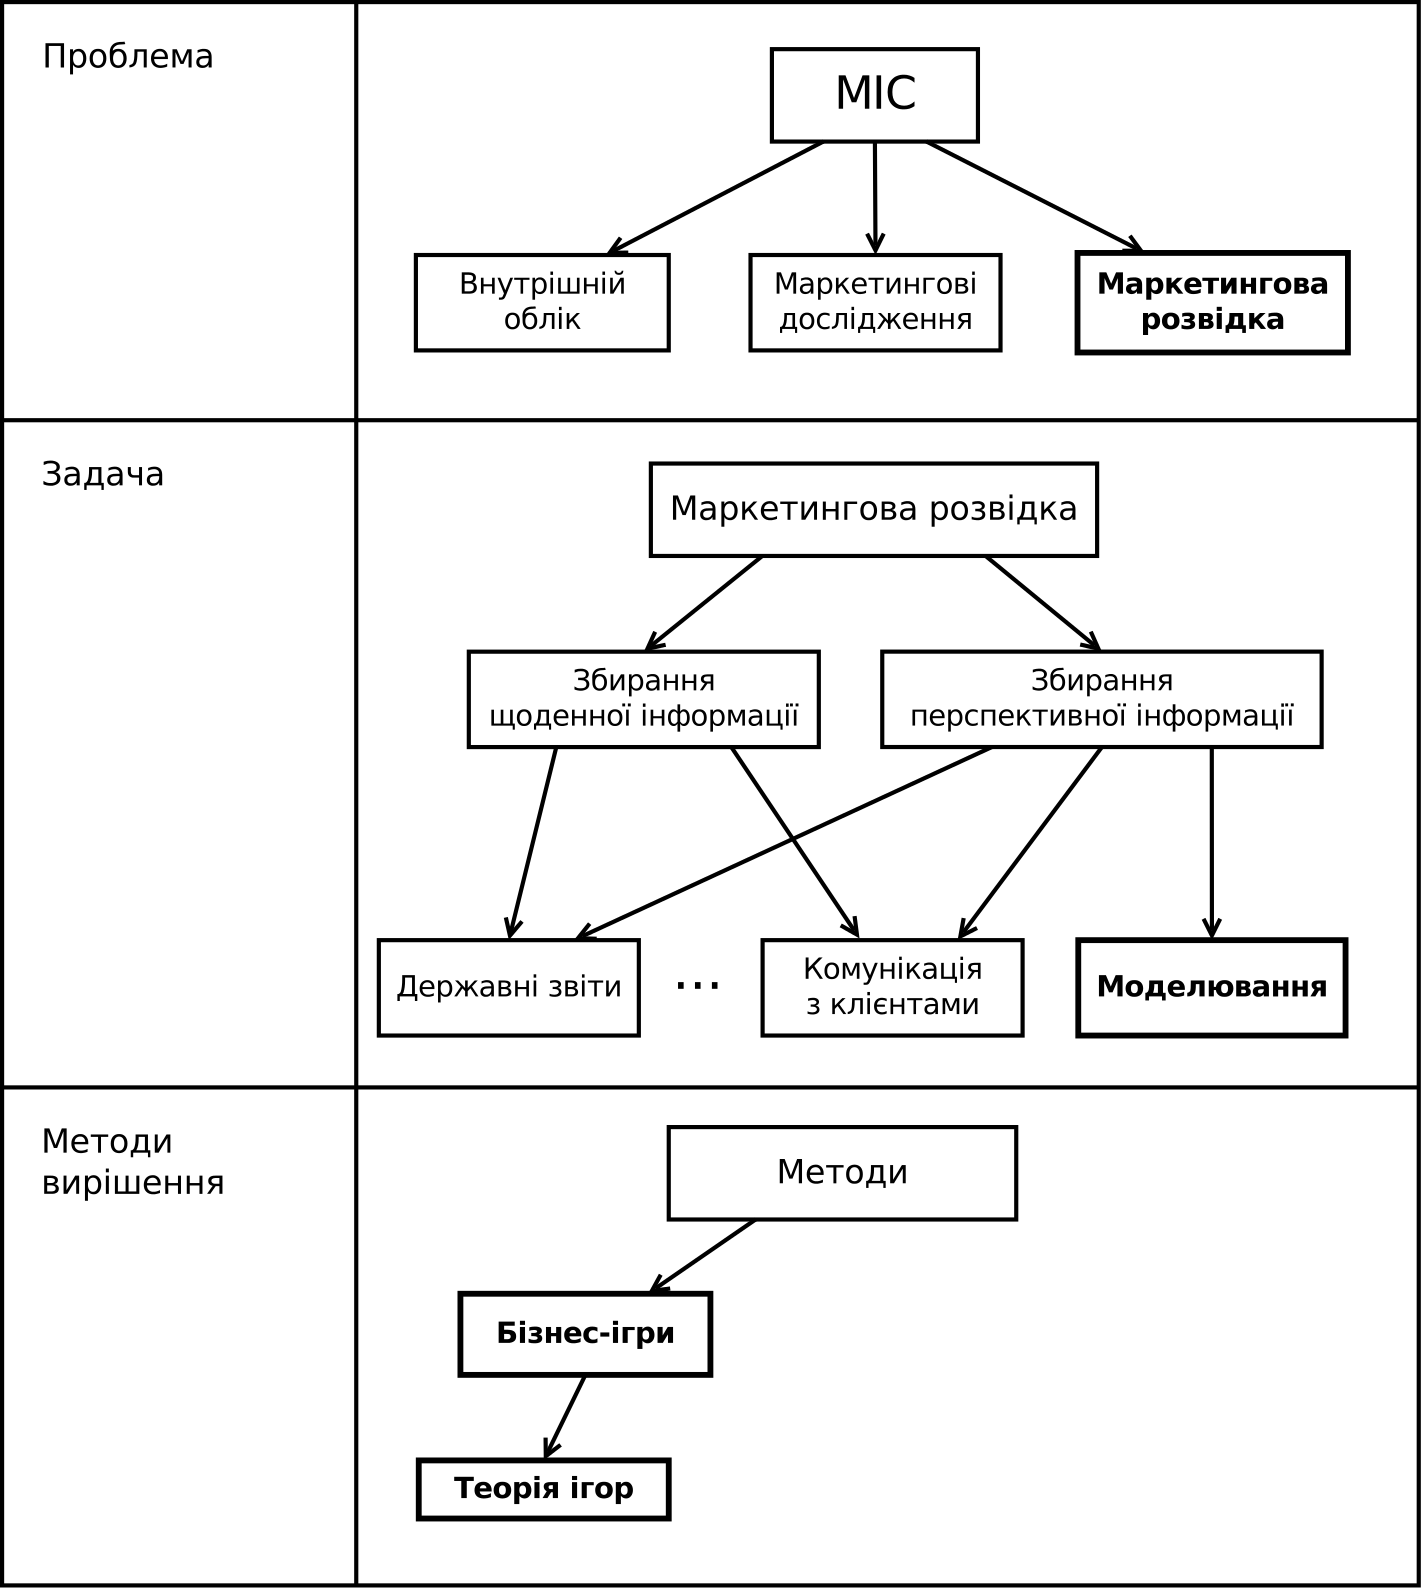 Проблема
МІС
Внутрішній
облік
Маркетингові
дослідження
Маркетингова
розвідка
Задача
Маркетингова розвідка
Збирання
щоденної інформації
Збирання
перспективної інформації
Державні звіти
...
Комунікація
з клієнтами
Моделювання
Методи
вирішення
Методи
Бізнес-ігри
Теорія ігор